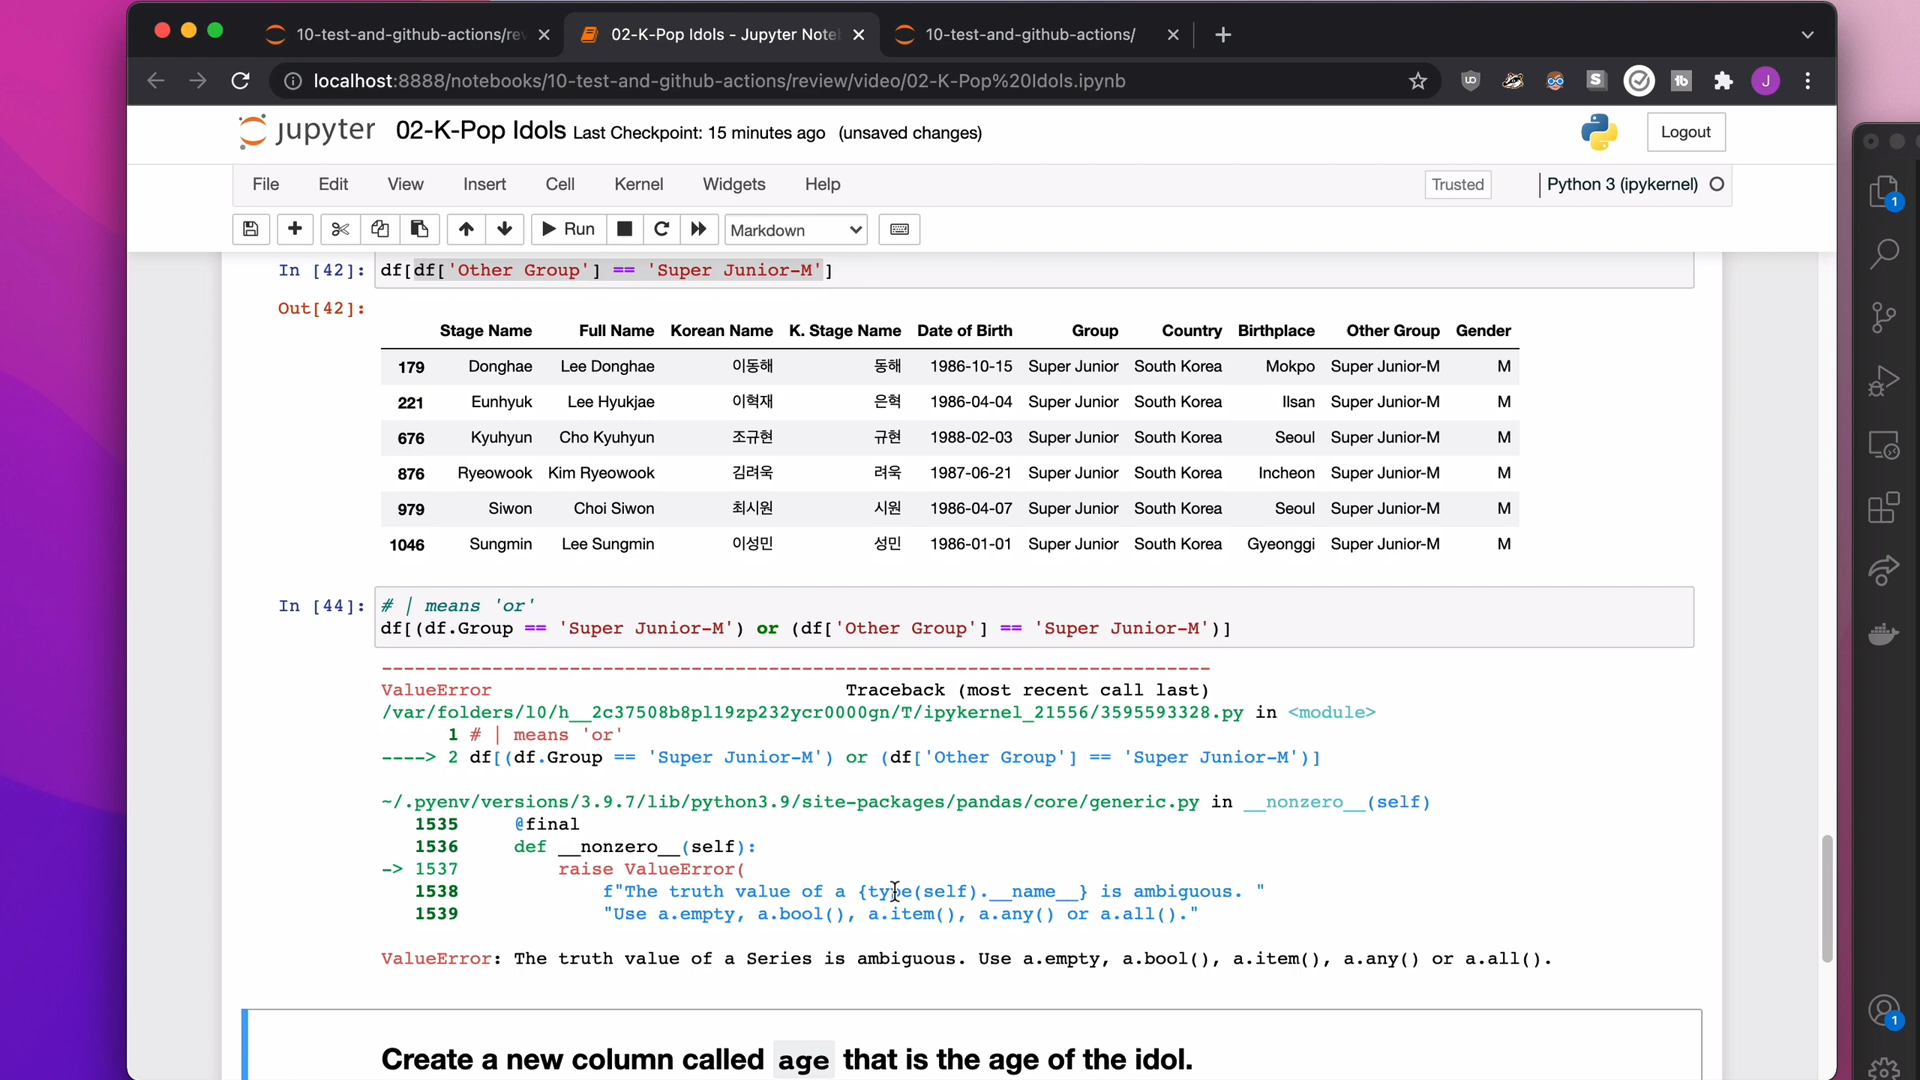 10-test-and-github-actions/rev
02-K-Pop Idols - Jupyter Note
10-test-and-github-actions/
localhost:8888/notebooks/10-test-and-github-actions/review/video/02-K-Pop%20Idols.ipynb
J
jupyter 02-K-Pop Idols Last Checkpoint: 15 minutes ago (unsaved changes)
Logout
File Edit View Insert Cell Kernel Widgets Help
Trusted
Python 3 (ipykernel)
Run
Markdown
In [42]: df[df['Other Group'] == 'Super Junior-M']
Out[42]:
Stage Name Full Name Korean Name K. Stage Name Date of Birth Group Country Birthplace Other Group Gender
179 Donghae Lee Donghae 이동해 동해 1986-10-15 Super Junior South Korea Mokpo Super Junior-M M
221 Eunhyuk Lee Hyukjae 이혁재 은혁 1986-04-04 Super Junior South Korea Ilsan Super Junior-M M
676 Kyuhyun Cho Kyuhyun 조규현 규현 1988-02-03 Super Junior South Korea Seoul Super Junior-M M
876 Ryeowook Kim Ryeowook 김려욱 려욱 1987-06-21 Super Junior South Korea Incheon Super Junior-M M
979 Siwon Choi Siwon 최시원 시원 1986-04-07 Super Junior South Korea Seoul Super Junior-M M
1046 Sungmin Lee Sungmin 이성민 성민 1986-01-01 Super Junior South Korea Gyeonggi Super Junior-M M
In [44]: # | means 'or'
df[(df.Group == 'Super Junior-M') or (df['Other Group'] == 'Super Junior-M')]
---------------------------------------------------------------------------
ValueError Traceback (most recent call last)
/var/folders/l0/h__2c37508b8pl19zp232ycr0000gn/T/ipykernel_21556/3595593328.py in <module>
1 # | means 'or'
----> 2 df[(df.Group == 'Super Junior-M') or (df['Other Group'] == 'Super Junior-M')]
~/.pyenv/versions/3.9.7/lib/python3.9/site-packages/pandas/core/generic.py in __nonzero__(self)
1535 @final
1536 def __nonzero__(self):
-> 1537 raise ValueError(
1538 f"The truth value of a {type(self).__name__} is ambiguous. "
1539 "Use a.empty, a.bool(), a.item(), a.any() or a.all()."
ValueError: The truth value of a Series is ambiguous. Use a.empty, a.bool(), a.item(), a.any() or a.all().
Create a new column called age that is the age of the idol.
1
1